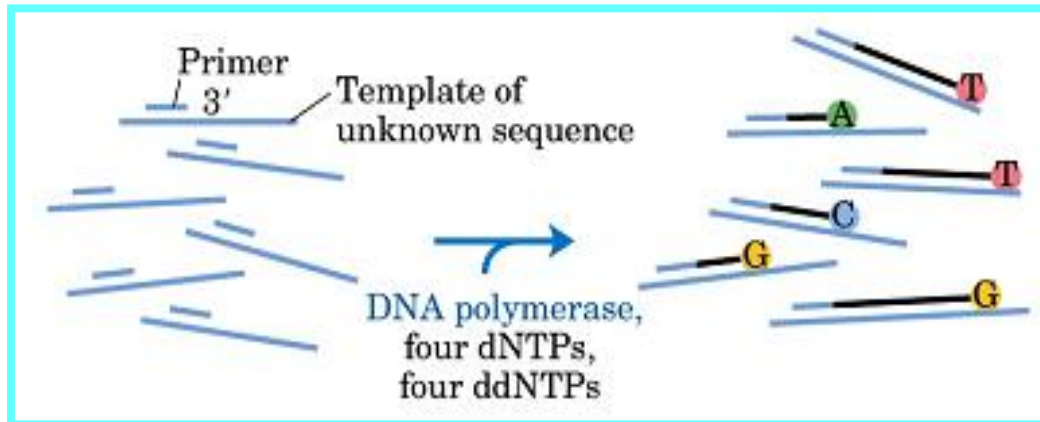 Primer
3′
Template of
unknown sequence
DNA polymerase,
four dNTPs,
four ddNTPs
T
A
T
C
G
G